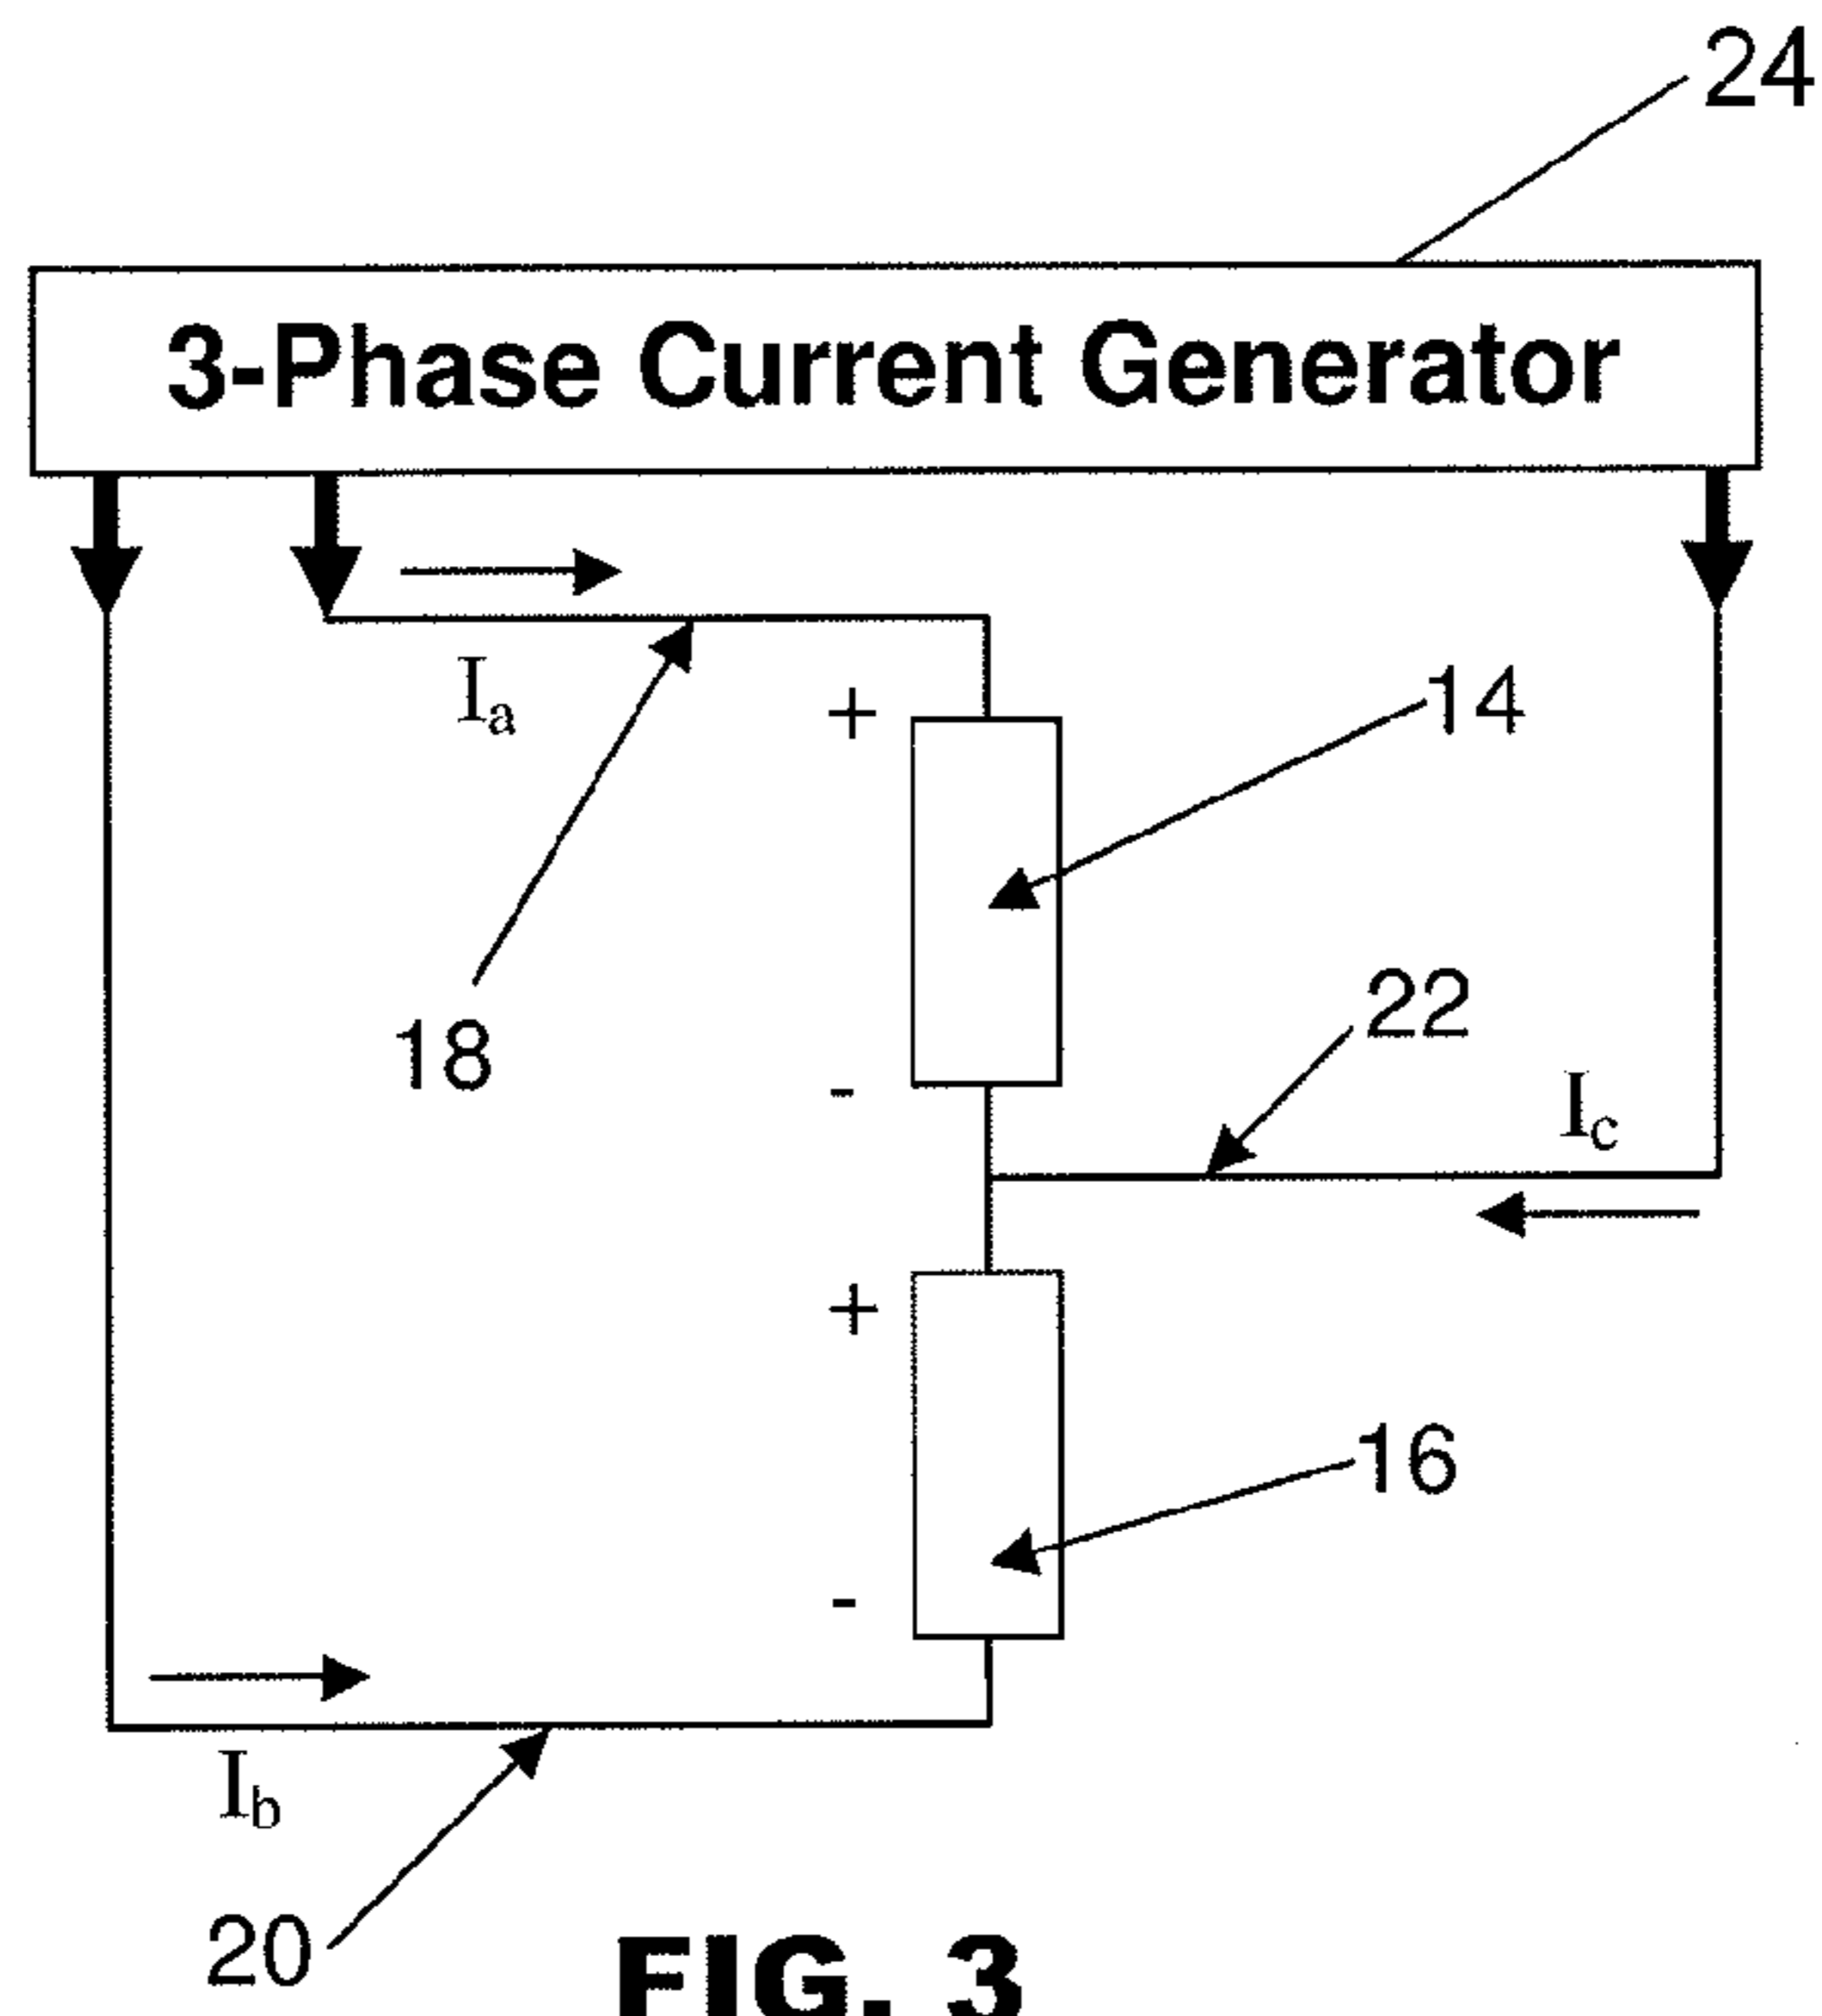 24
3-Phase Current Generator
Ia
+
14
18
-
22
Ic
+
16
-
Ib
20
FIG. 3